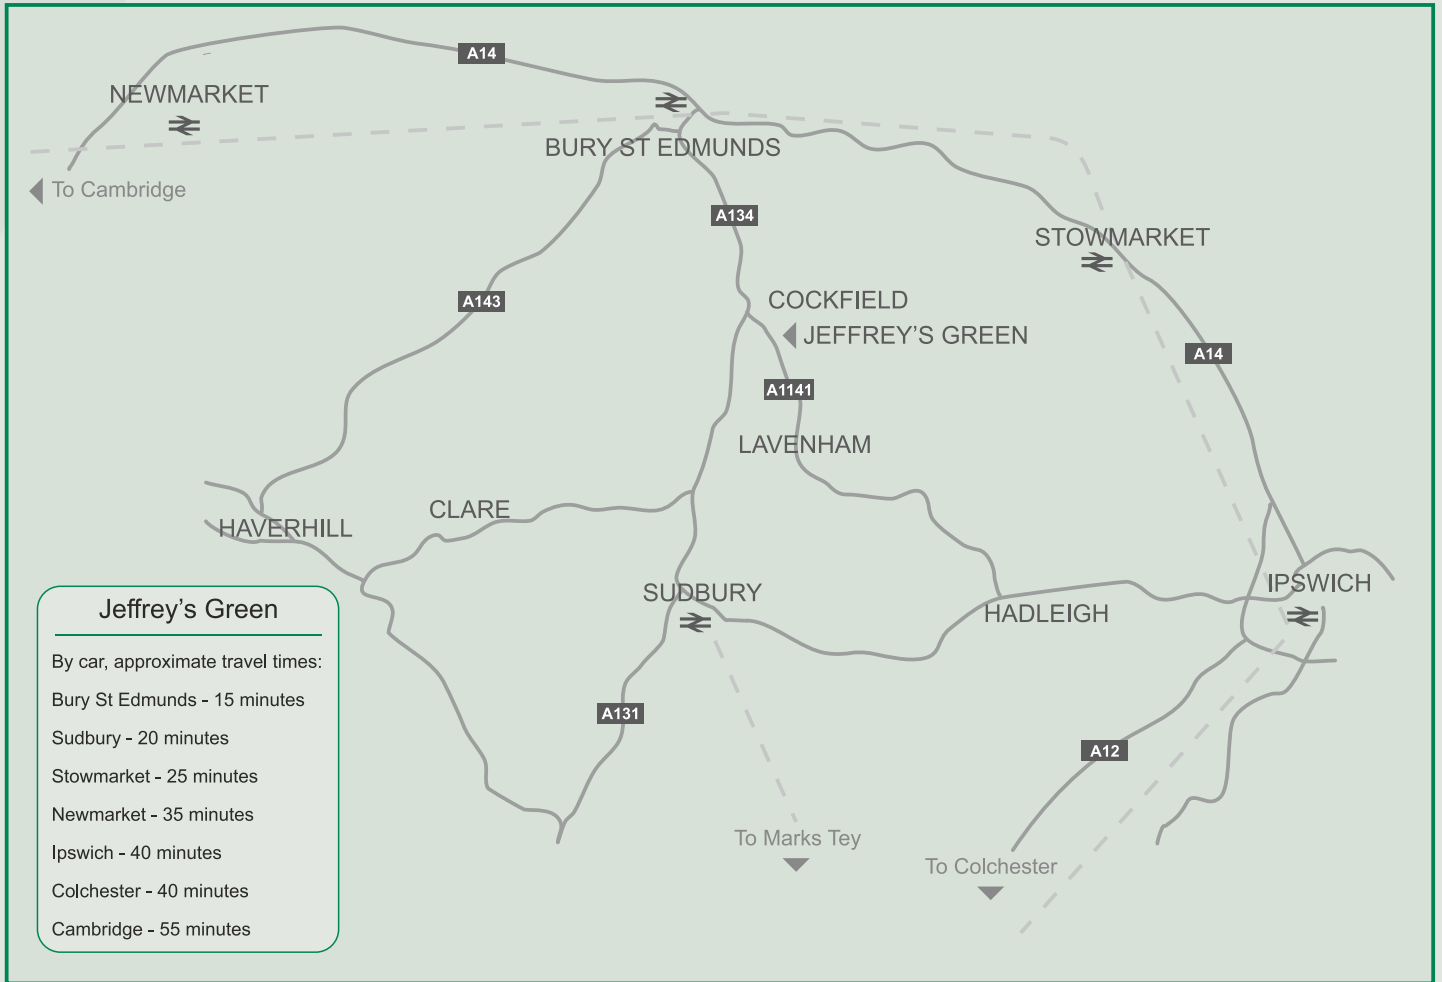 A14
NEWMARKET
BURY ST EDMUNDS
To Cambridge
A134
STOWMARKET
A143
COCKFIELD
JEFFREY’S GREEN
A14
A1141
LAVENHAM
CLARE
HAVERHILL
SUDBURY
IPSWICH
HADLEIGH
A131
A12
To Marks Tey
To Colchester
Jeffrey’s Green
By car, approximate travel times:
Bury St Edmunds - 15 minutes
Sudbury - 20 minutes
Stowmarket - 25 minutes
Newmarket - 35 minutes
Ipswich - 40 minutes
Colchester - 40 minutes
Cambridge - 55 minutes